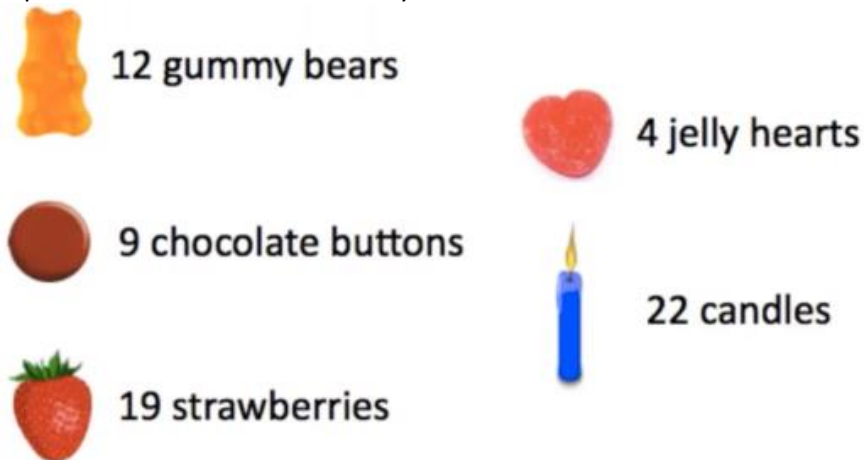 12 gummy bears
4 jelly hearts
9 chocolate buttons
22 candles
19 strawberries